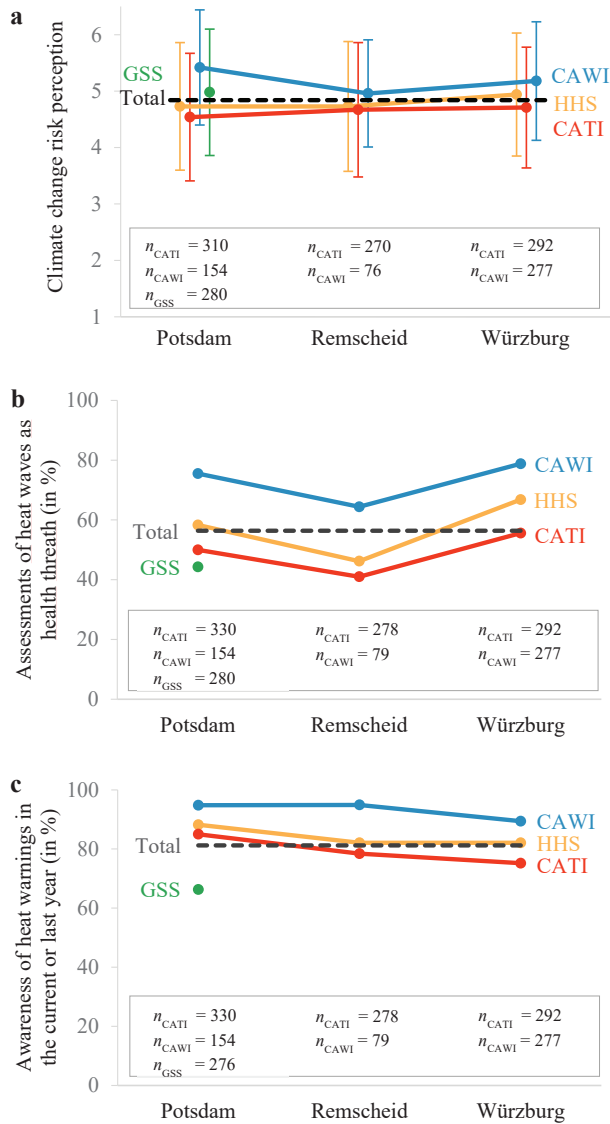 a
Climate change risk perception
6
5
4
3
2
1
GSS
Total
CAWI
HHS
CATI
nCATI = 310
nCAWI = 154
nGSS = 280
nCATI = 270
nCAWI = 76
nCATI = 292
nCAWI = 277
Potsdam Remscheid Würzburg
b
Assessments of heat waves as
health threath (in %)
100
80
60
40
20
0
Total
GSS
CAWI
HHS
CATI
nCATI = 330
nCAWI = 154
nGSS = 280
nCATI = 278
nCAWI = 79
nCATI = 292
nCAWI = 277
Potsdam Remscheid Würzburg
c
Awareness of heat warnings in
the current or last year (in %)
100
80
60
40
20
0
Total
GSS
CAWI
HHS
CATI
nCATI = 330
nCAWI = 154
nGSS = 276
nCATI = 278
nCAWI = 79
nCATI = 292
nCAWI = 277
Potsdam Remscheid Würzburg